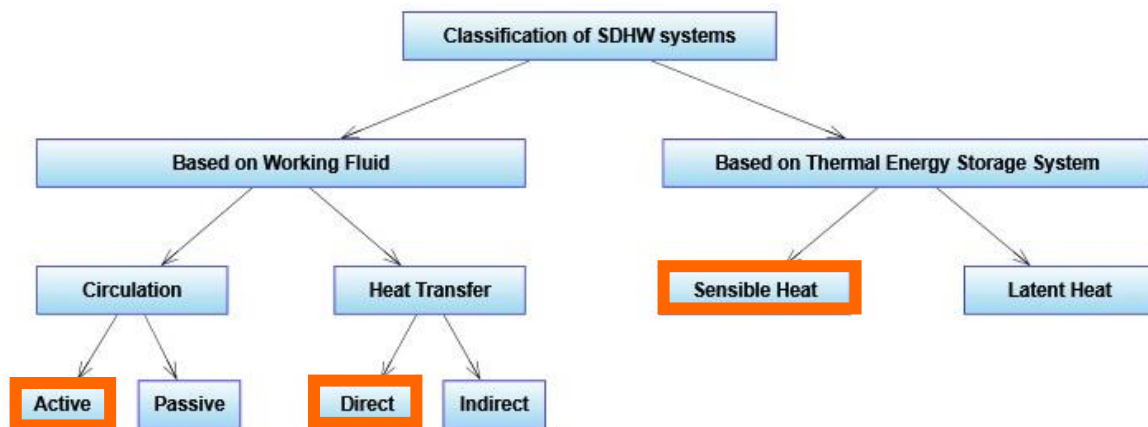 Classification of SDHW systems
Based on Working Fluid
Based on Thermal Energy Storage System
Circulation
Heat Transfer
Sensible Heat
Latent Heat
Active
Passive
Direct
Indirect